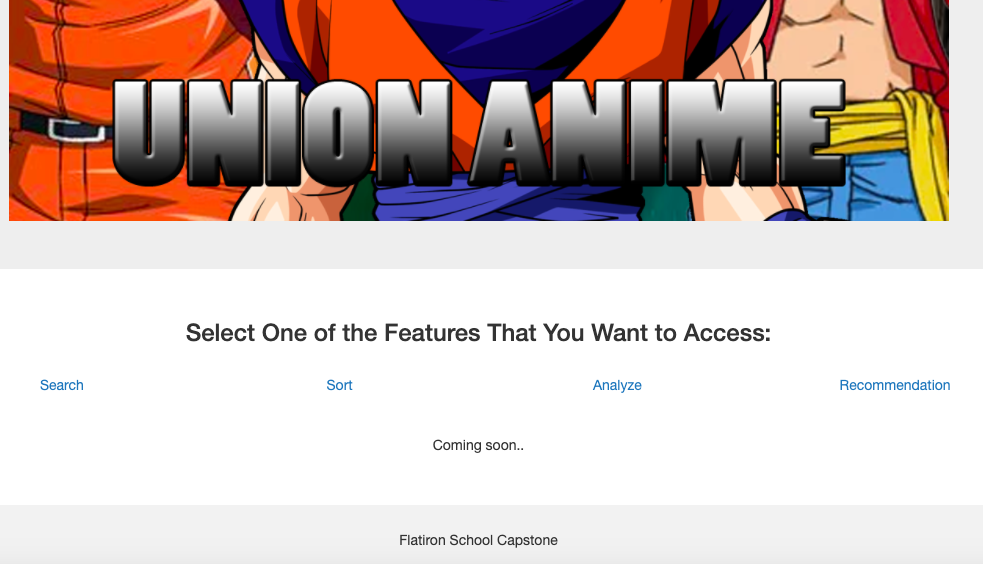 UNION ANIME
Select One of the Features That You Want to Access:
Search Sort Analyze Recommendation
Coming soon..
Flatiron School Capstone